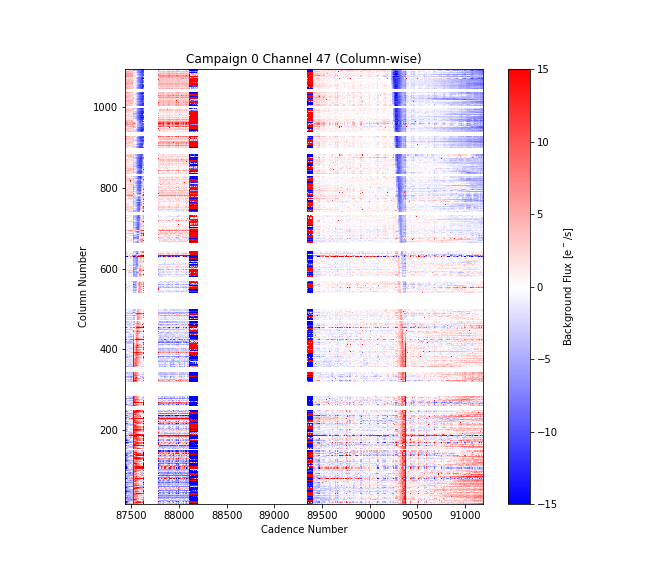 Campaign 0 Channel 47 (Column-wise)
1000
800
600
400
200
Column Number
87500 88000 88500 89000 89500 90000 90500 91000
Cadence Number
15
10
5
0
−5
−10
−15
Background Flux [e⁻/s]